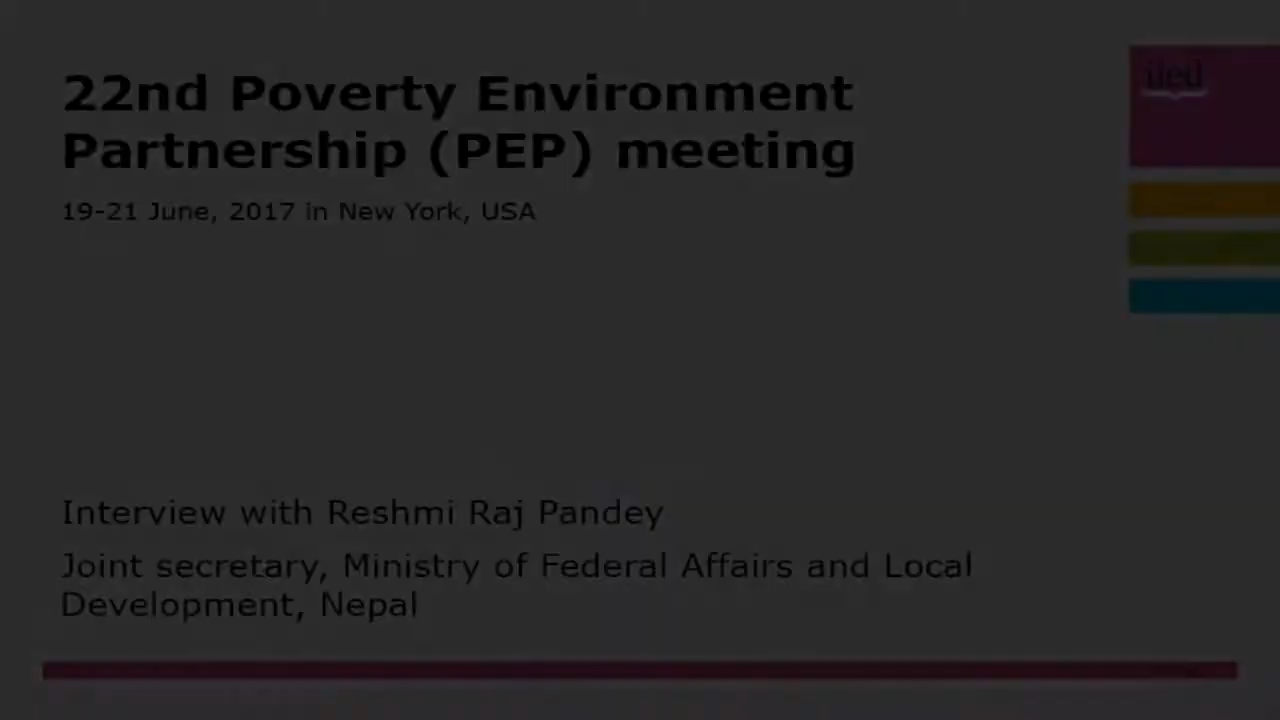 22nd Poverty Environment
Partnership (PEP) meeting
19-21 June, 2017 in New York, USA
iied
Interview with Reshmi Raj Pandey
Joint secretary, Ministry of Federal Affairs and Local
Development, Nepal